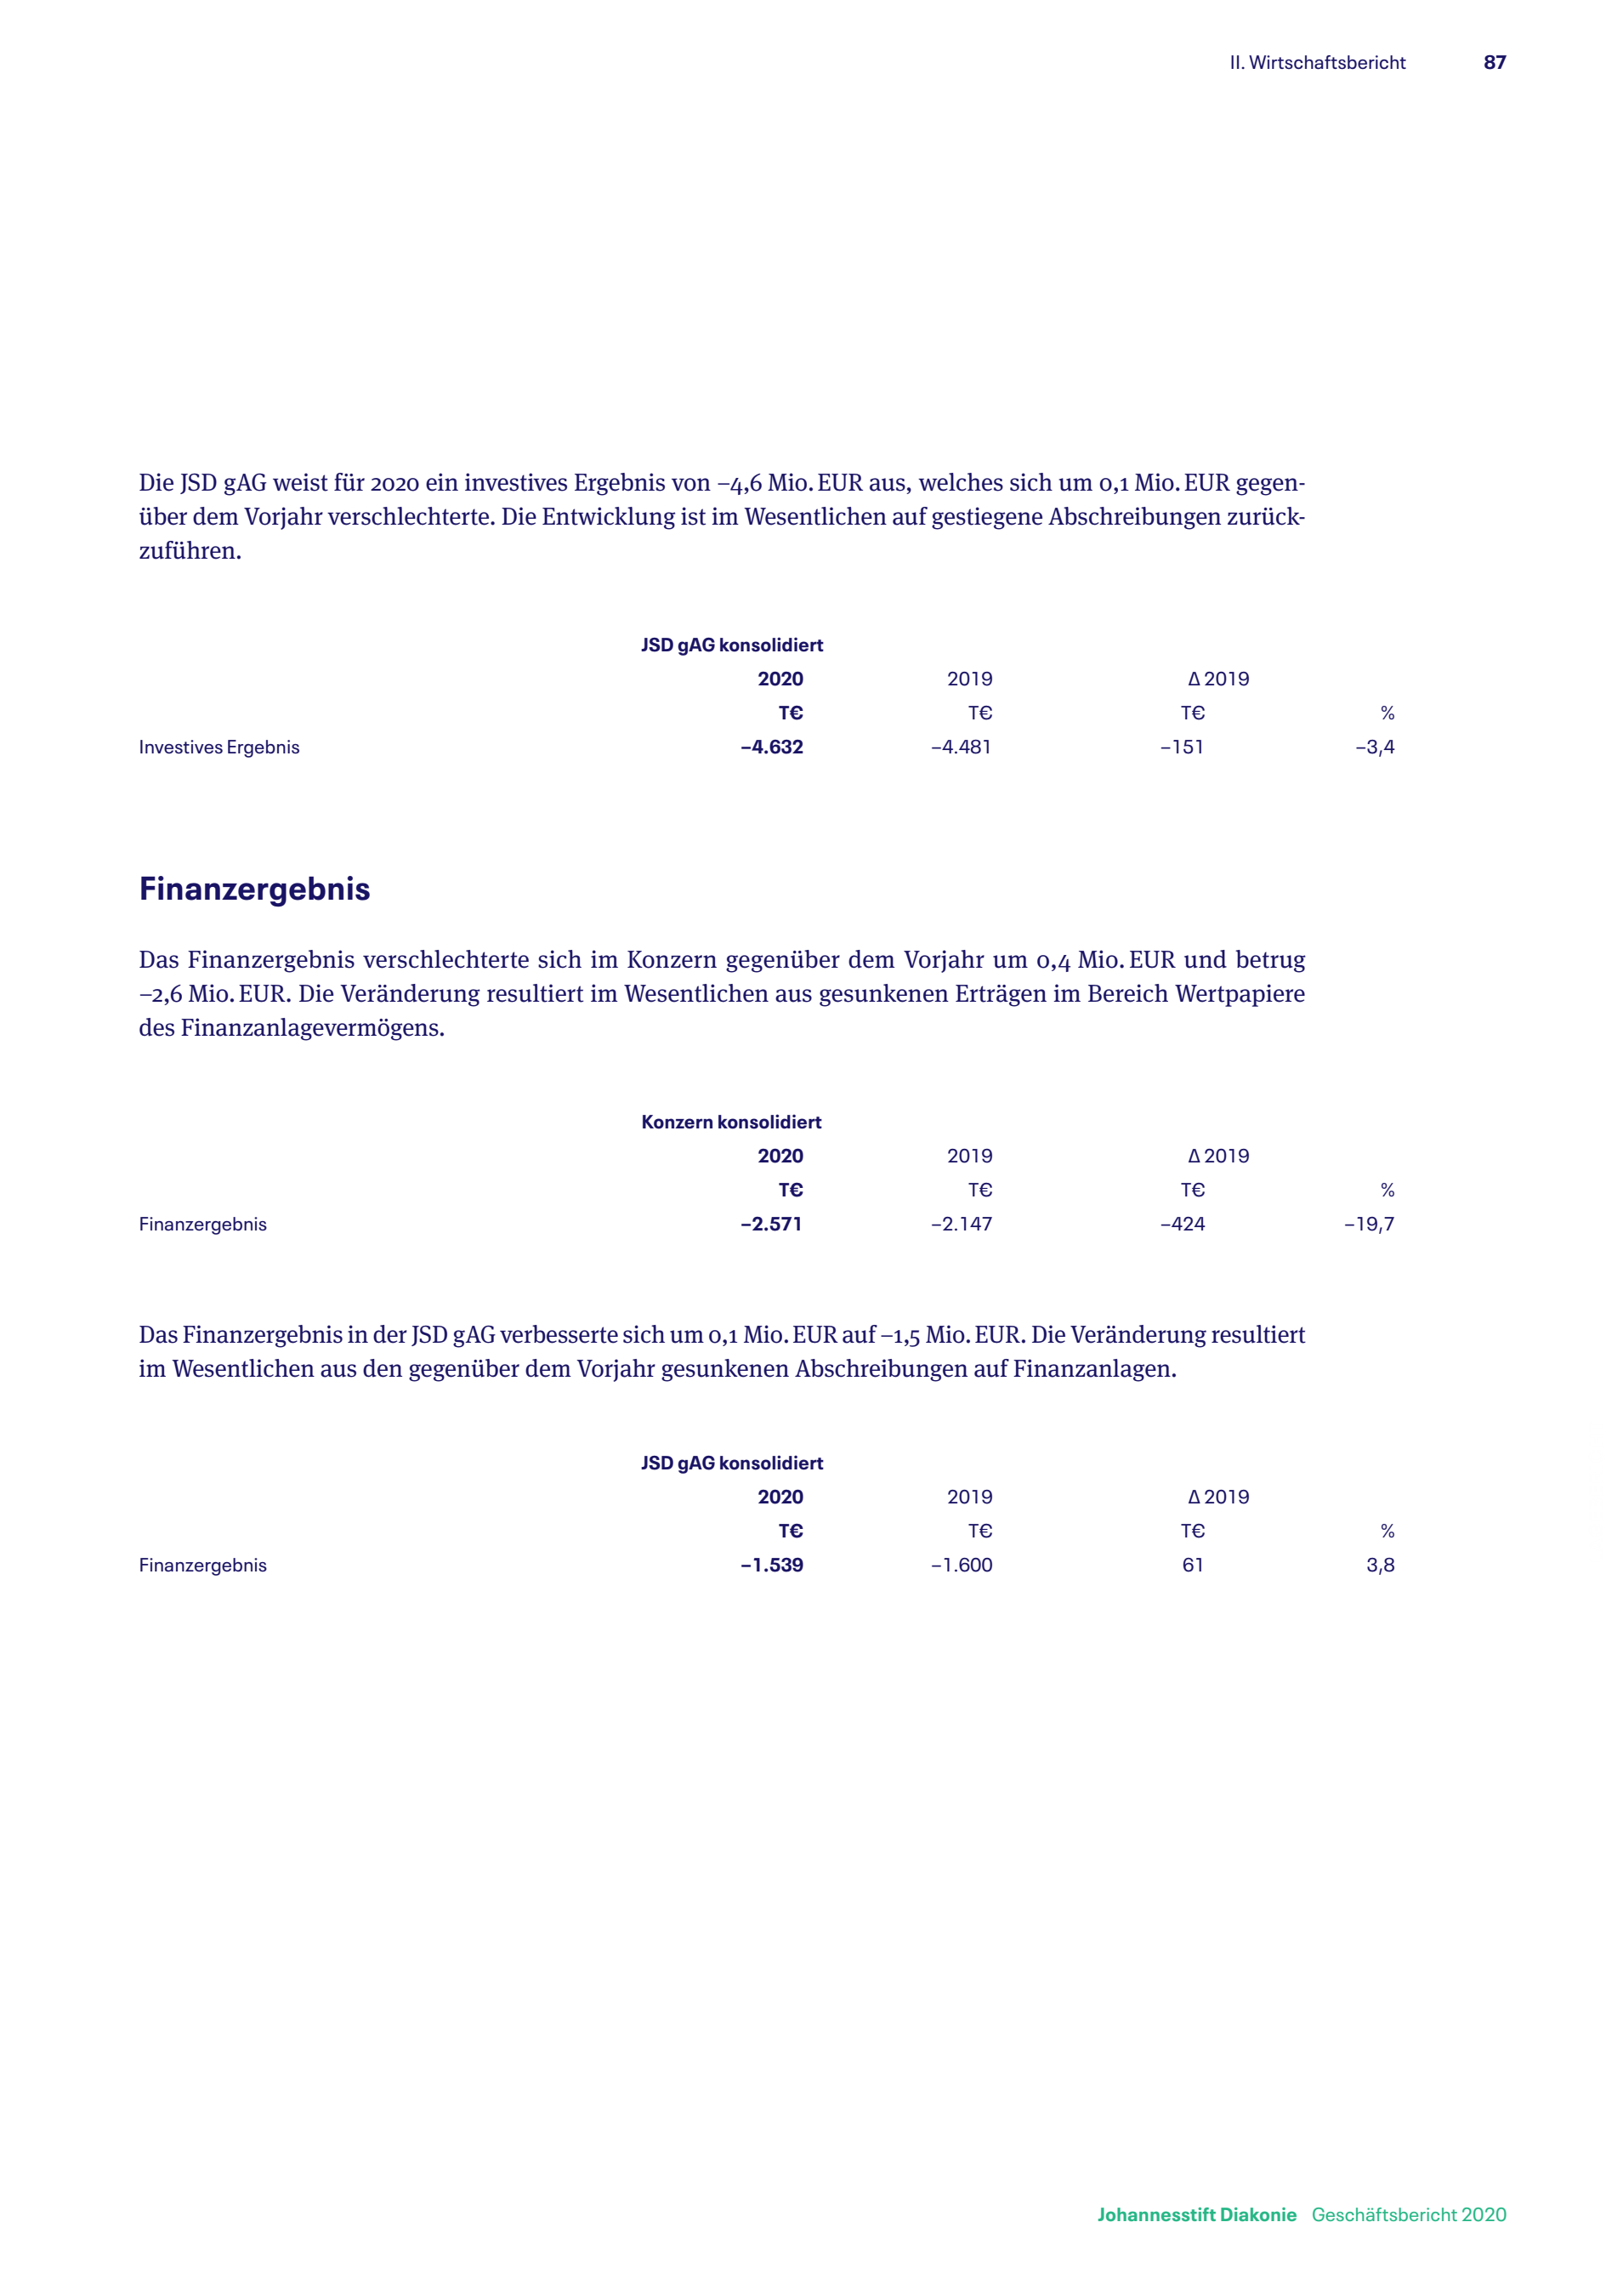 II. Wirtschaftsbericht 87
Die JSD gAG weist für 2020 ein investives Ergebnis von –4,6 Mio. EUR aus, welches sich um 0,1 Mio. EUR gegen-
über dem Vorjahr verschlechterte. Die Entwicklung ist im Wesentlichen auf gestiegene Abschreibungen zurück-
zuführen.
JSD gAG konsolidiert
2020 2019 Δ 2019
T€ T€ T€ %
Investives Ergebnis –4.632 –4.481 –151 –3,4
Finanzergebnis
Das Finanzergebnis verschlechterte sich im Konzern gegenüber dem Vorjahr um 0,4 Mio. EUR und betrug
–2,6 Mio. EUR. Die Veränderung resultiert im Wesentlichen aus gesunkenen Erträgen im Bereich Wertpapiere
des Finanzanlagevermögens.
Konzern konsolidiert
2020 2019 Δ 2019
T€ T€ T€ %
Finanzergebnis –2.571 –2.147 –424 –19,7
Das Finanzergebnis in der JSD gAG verbesserte sich um 0,1 Mio. EUR auf –1,5 Mio. EUR. Die Veränderung resultiert
im Wesentlichen aus den gegenüber dem Vorjahr gesunkenen Abschreibungen auf Finanzanlagen.
JSD gAG konsolidiert
2020 2019 Δ 2019
T€ T€ T€ %
Finanzergebnis –1.539 –1.600 61 3,8
Johannesstift Diakonie Geschäftsbericht 2020